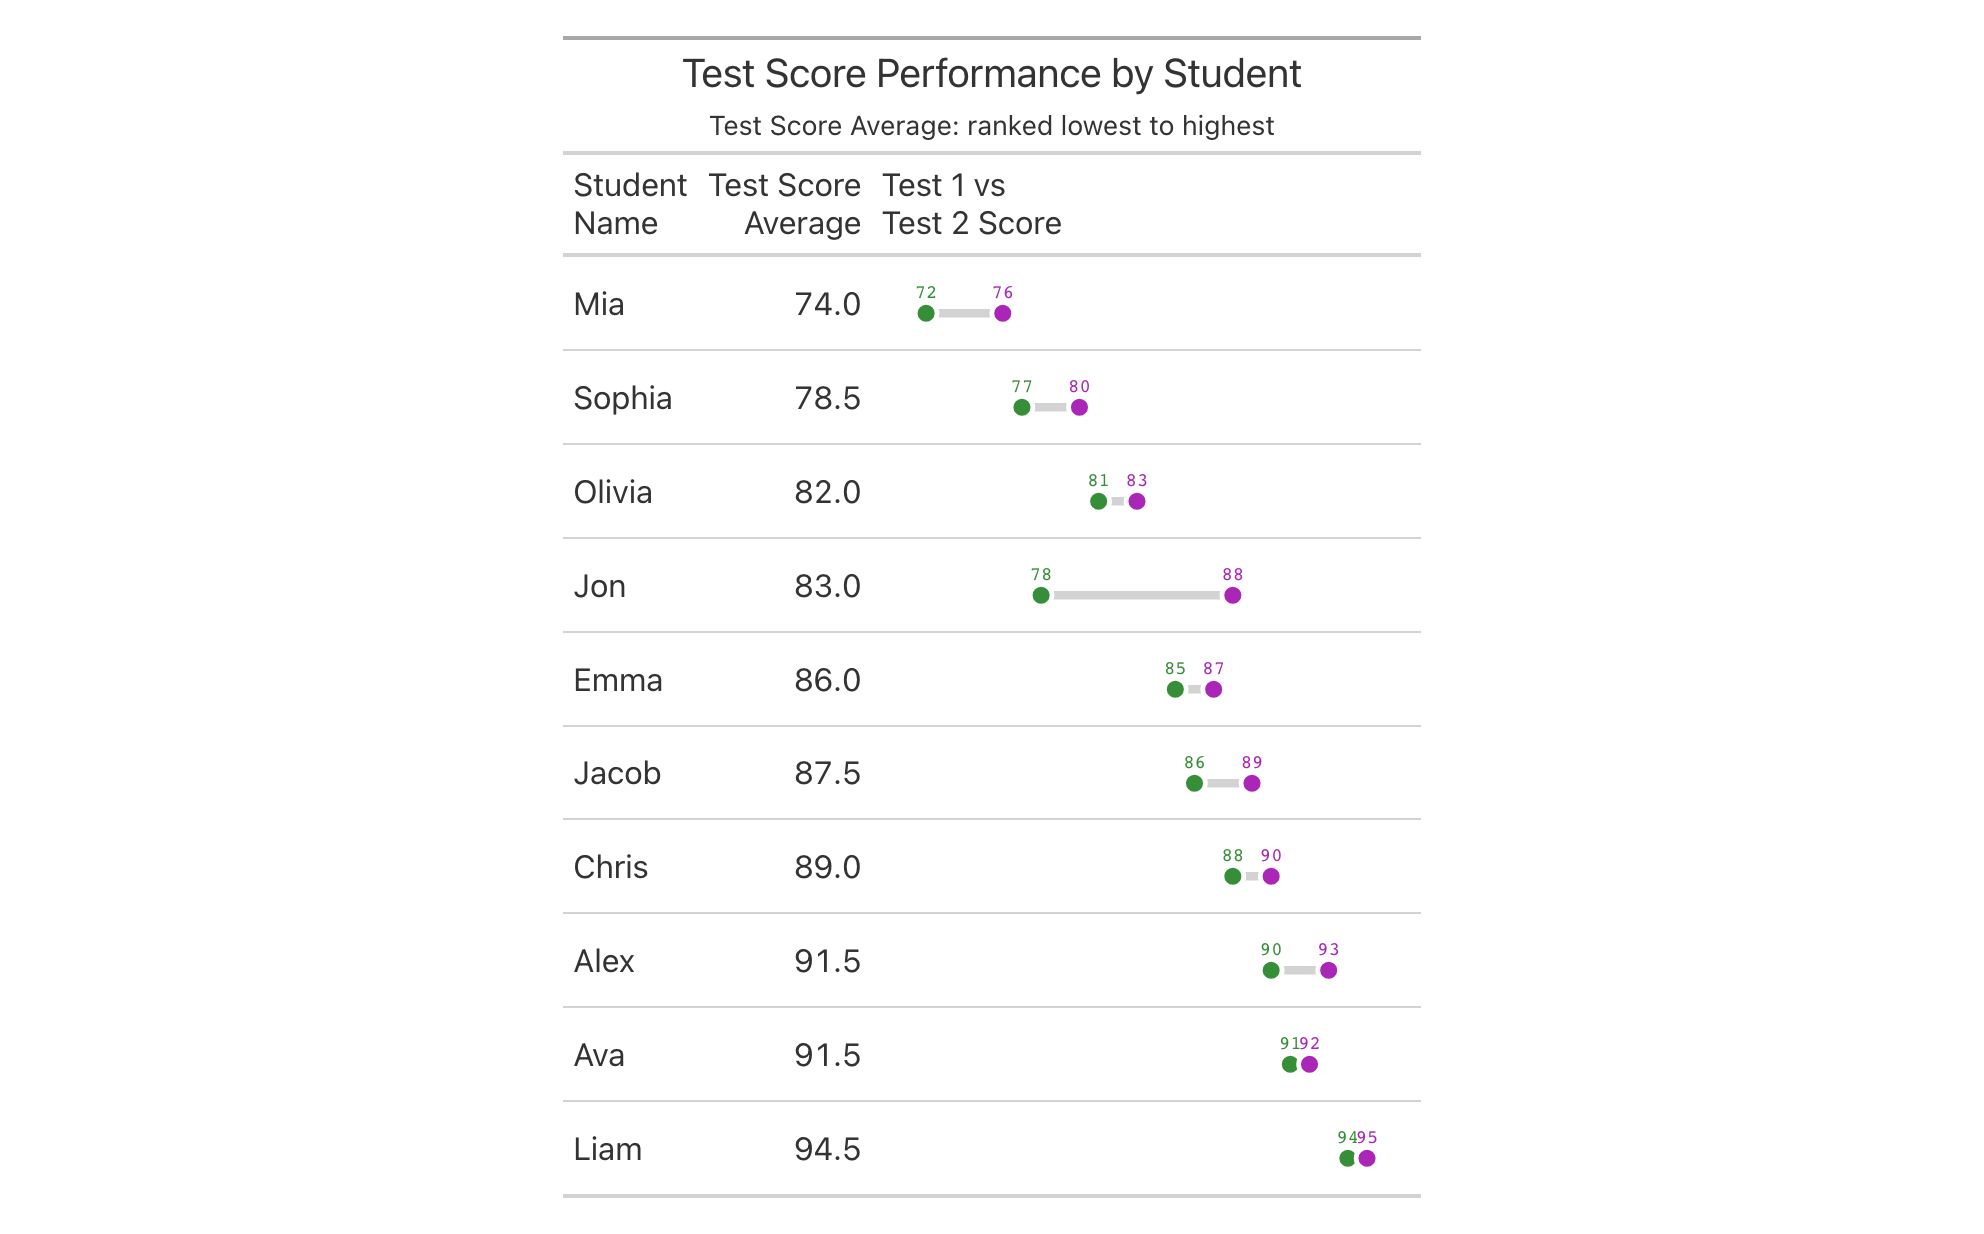 Test Score Performance by Student
Test Score Average: ranked lowest to highest
Student Name Test Score Average Test 1 vs Test 2 Score
Mia 74.0 72 76
Sophia 78.5 77 80
Olivia 82.0 81 83
Jon 83.0 78 88
Emma 86.0 85 87
Jacob 87.5 86 89
Chris 89.0 88 90
Alex 91.5 90 93
Ava 91.5 91 92
Liam 94.5 94 95